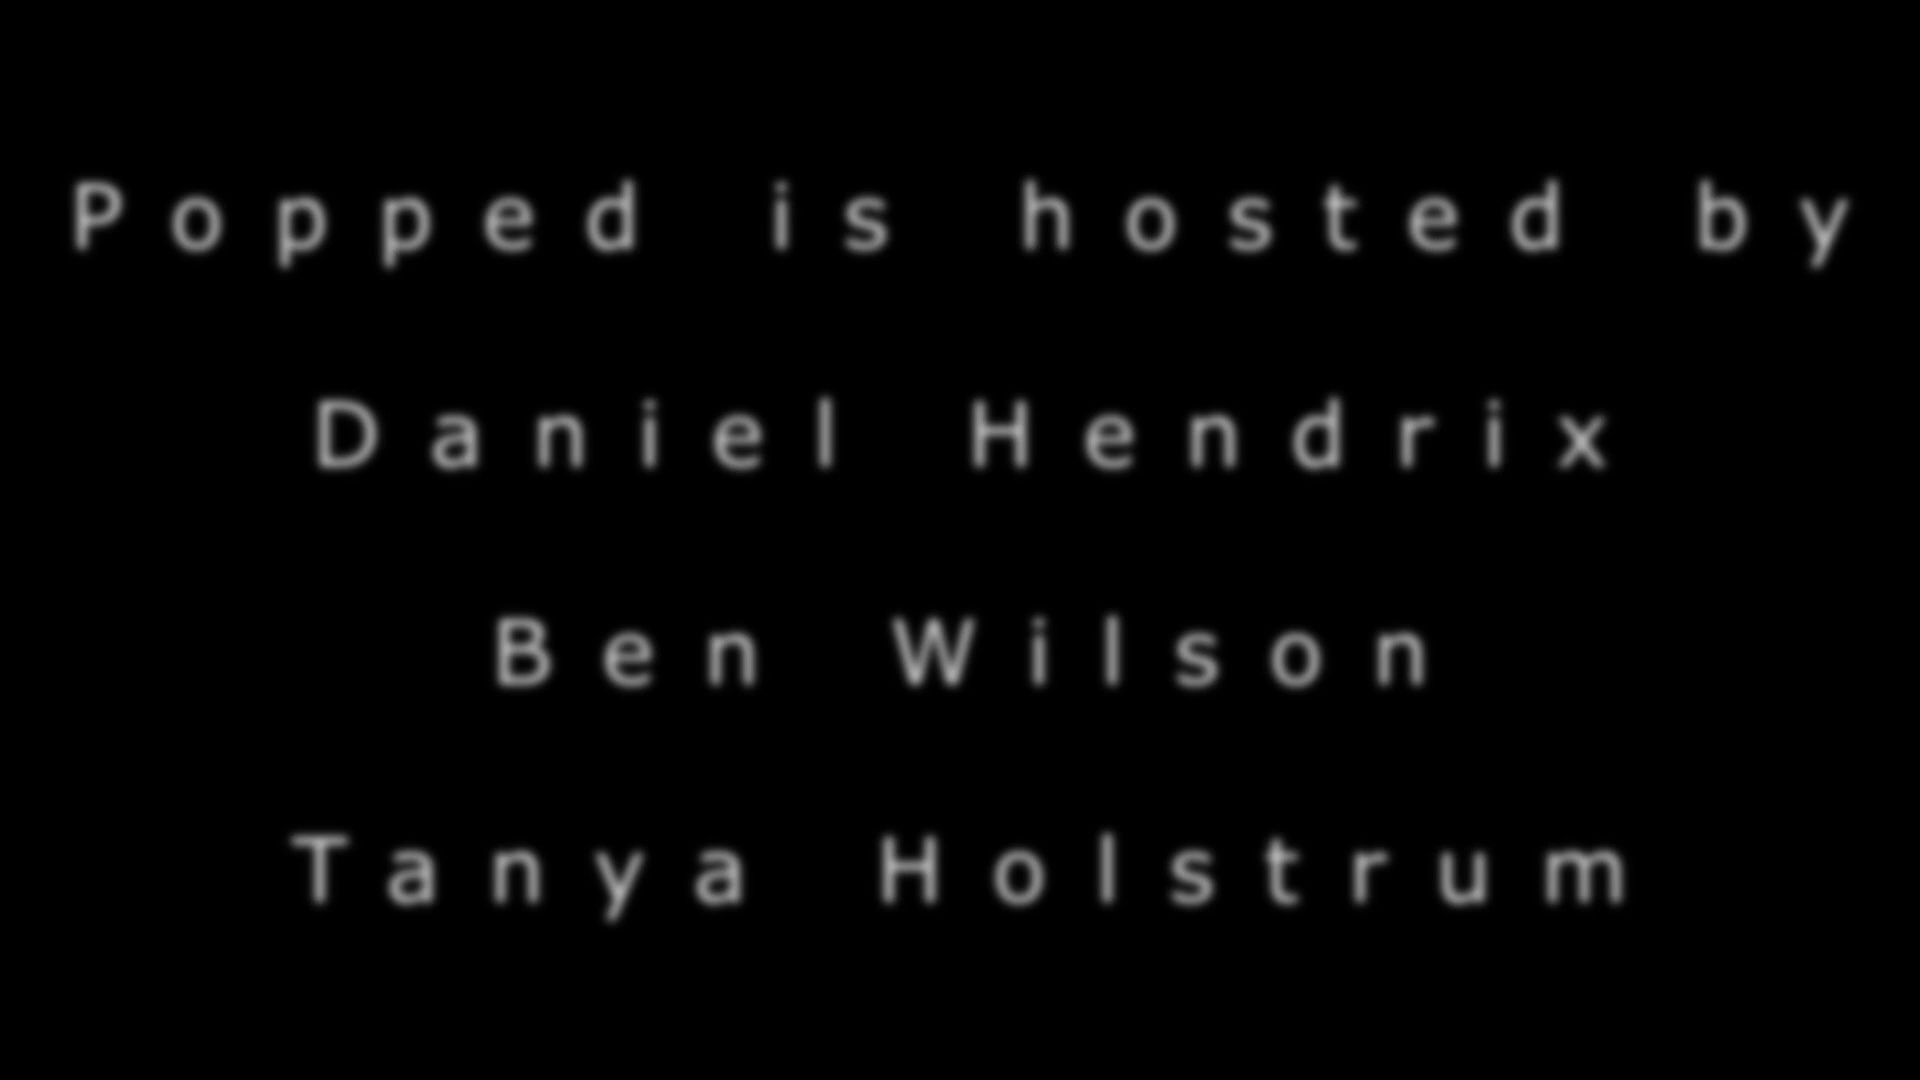 Popped is hosted by
Daniel Hendrix
Ben Wilson
Tanya Holstrum